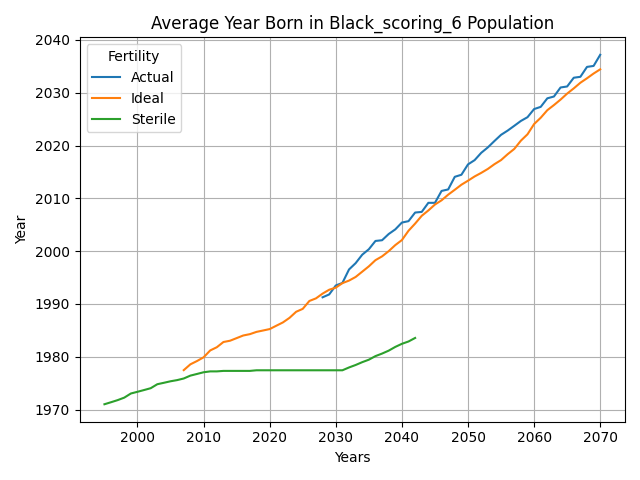 Average Year Born in Black_scoring_6 Population
Year
2040
2030
2020
2010
2000
1990
1980
1970
Fertility
Actual
Ideal
Sterile
2000 2010 2020 2030 2040 2050 2060 2070
Years